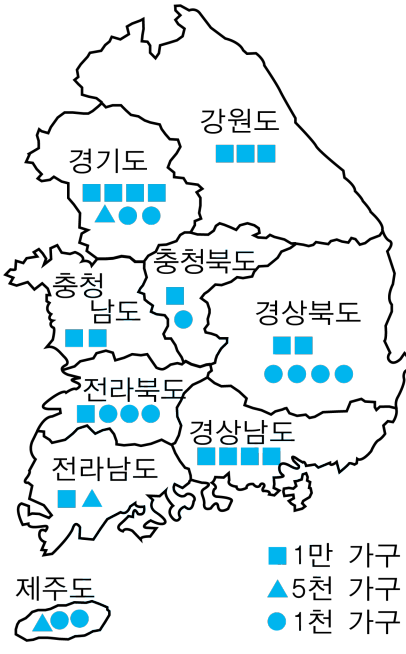 강원도
경기도
충청북도
충청
남도
경상북도
전라북도
경상남도
전라남도
1만 가구
5천 가구
제주도
1천 가구